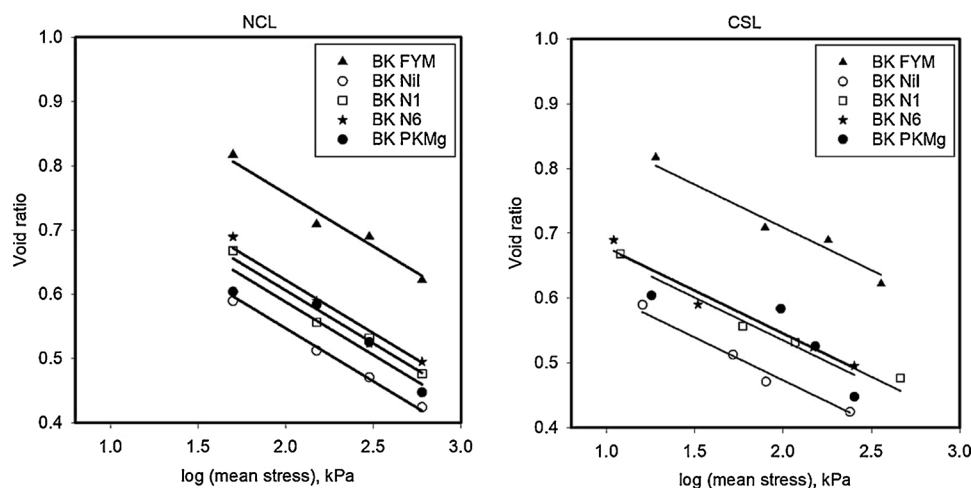 NCL
1.0
0.9
0.8
0.7
0.6
0.5
0.4
Void ratio
BK FYM
BK Nil
BK N1
BK N6
BK PKMg
1.0 1.5 2.0 2.5 3.0
log (mean stress), kPa
CSL
1.0
0.9
0.8
0.7
0.6
0.5
0.4
Void ratio
BK FYM
BK Nil
BK N1
BK N6
BK PKMg
1.0 1.5 2.0 2.5 3.0
log (mean stress), kPa